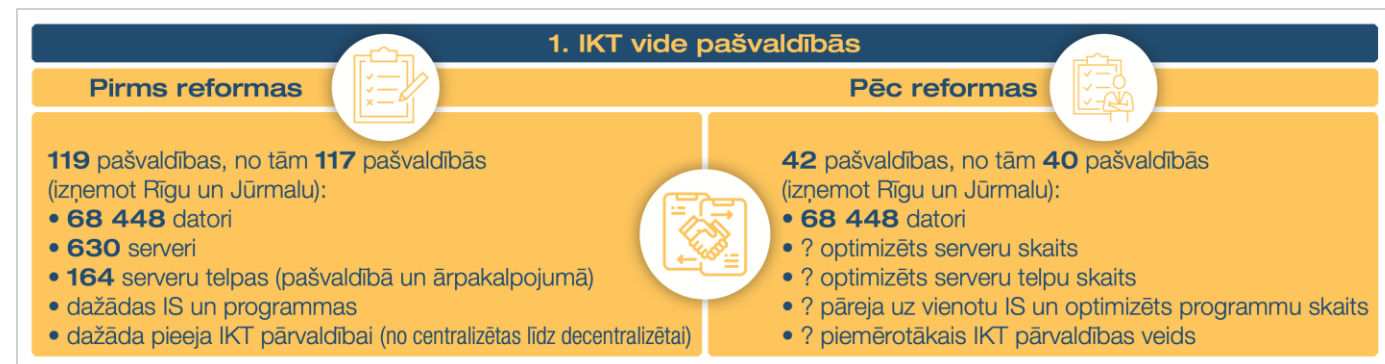 1. IKT vide pašvaldībās
Pirms reformas
Pēc reformas
119 pašvaldības, no tām 117 pašvaldībās
(izņemot Rīgu un Jūrmalu):
• 68 448 datori
• 630 serveri
• 164 serveru telpas (pašvaldībā un ārpakalpojumā)
• dažādas IS un programmas
• dažāda pieeja IKT pārvaldībai (no centralizētas līdz decentralizētai)
42 pašvaldības, no tām 40 pašvaldībās
(izņemot Rīgu un Jūrmalu):
• 68 448 datori
• ? optimizēts serveru skaits
• ? optimizēts serveru telpu skaits
• ? pāreja uz vienotu IS un optimizēts programmu skaits
• ? piemērotākais IKT pārvaldības veids